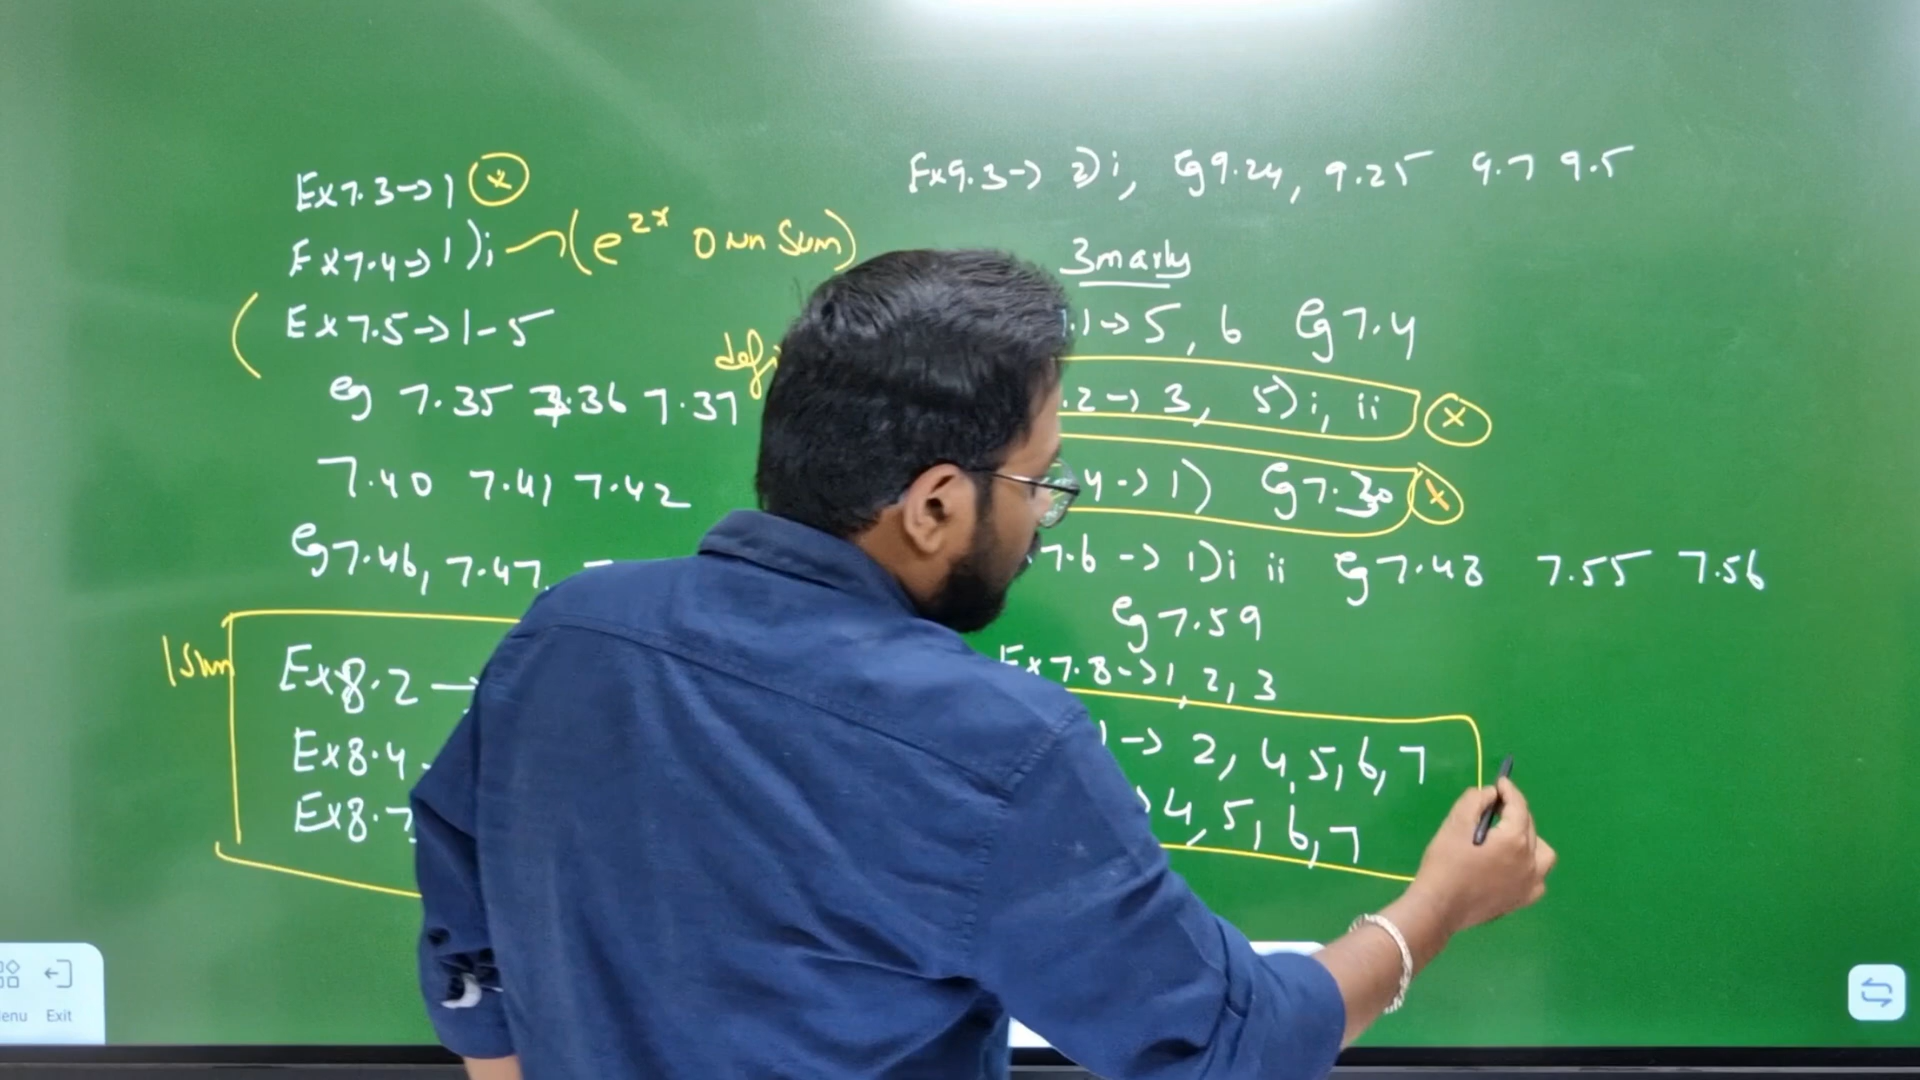 Ex7.3→1 (*)
Ex7.4→1)i (e^2x own sum)
Ex7.5→1-5
eg 7.35 7.36 7.37
7.40 7.41 7.42
Eg7.46, 7.47,
1sum
Ex8.2→
Ex8.4
Ex8.7
Ex9.3→2)i, Eg9.24, 9.25 9.7 9.5
3marks
.1→5, 6 Eg7.4
.2→3, 5)i, ii (*)
4→1) Eg7.30 (*)
7.6→1)i ii Eg7.48 7.55 7.56
Eg7.59
Ex7.8→1, 2, 3
1→2, 4, 5, 6, 7
4, 5, 6, 7
Exit